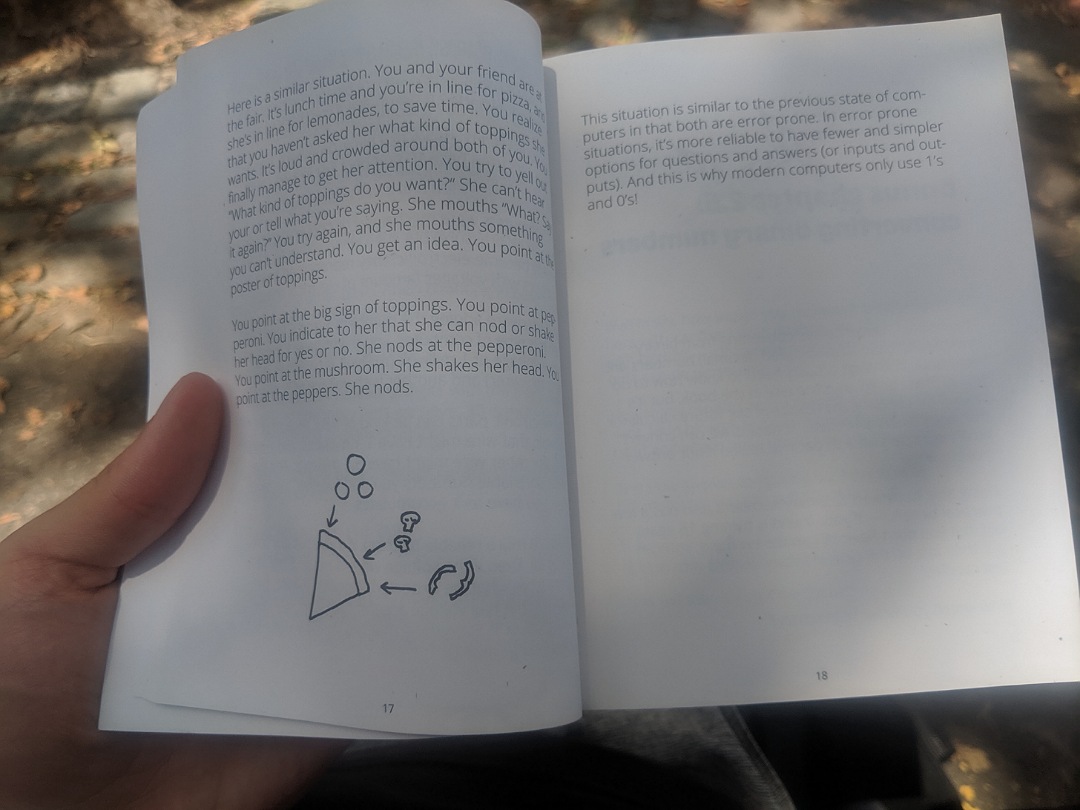 Here is a similar situation. You and your friend are at
the fair. It's lunch time and you're in line for pizza, and
she's in line for lemonades, to save time. You realize
that you haven't asked her what kind of toppings she
wants. It's loud and crowded around both of you. You
finally manage to get her attention. You try to yell out
"What kind of toppings do you want?" She can't hear
your or tell what you're saying. She mouths "What? Say
it again?" You try again, and she mouths something
you can't understand. You get an idea. You point at the
poster of toppings.
You point at the big sign of toppings. You point at pep-
peroni. You indicate to her that she can nod or shake
her head for yes or no. She nods at the pepperoni.
You point at the mushroom. She shakes her head. You
point at the peppers. She nods.
17
This situation is similar to the previous state of com-
puters in that both are error prone. In error prone
situations, it's more reliable to have fewer and simpler
options for questions and answers (or inputs and out-
puts). And this is why modern computers only use 1's
and 0's!
18